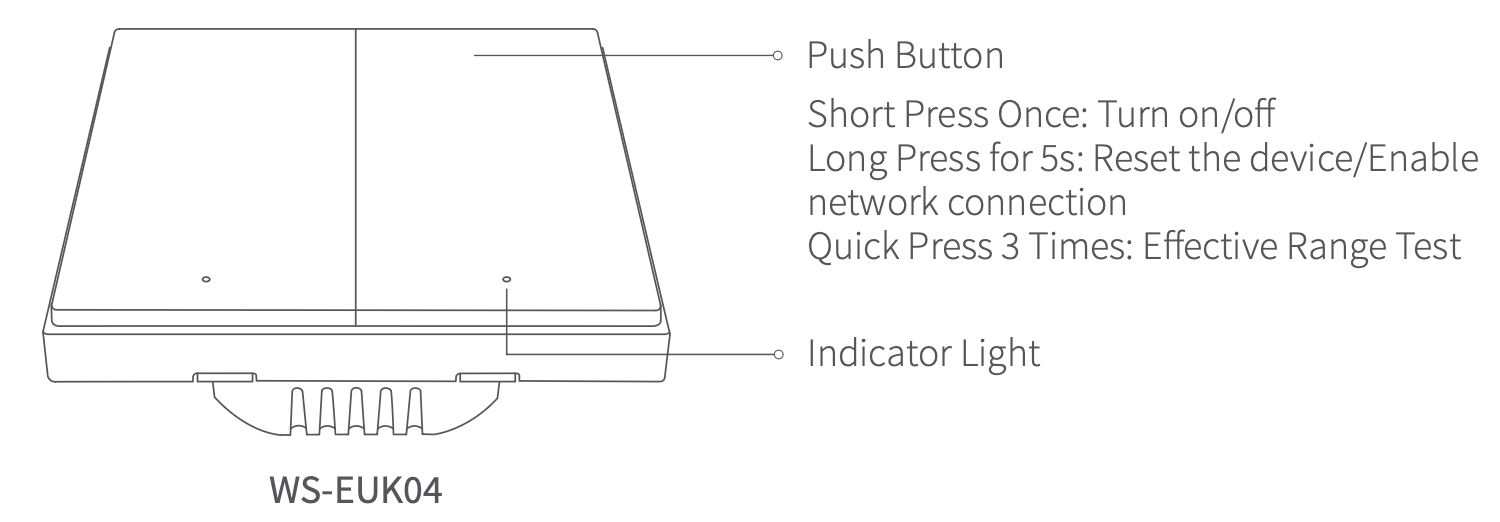 Push Button
Short Press Once: Turn on/off
Long Press for 5s: Reset the device/Enable
network connection
Quick Press 3 Times: Effective Range Test
Indicator Light
WS-EUK04